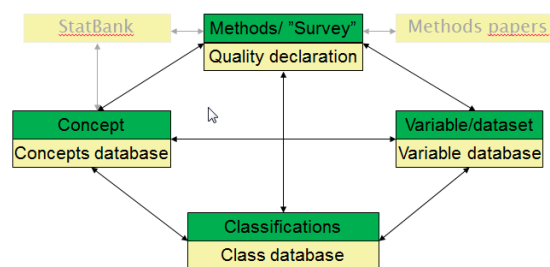 StatBank
Methods/ ”Survey”
Methods papers
Quality declaration
Concept
Variable/dataset
Concepts database
Variable database
Classifications
Class database